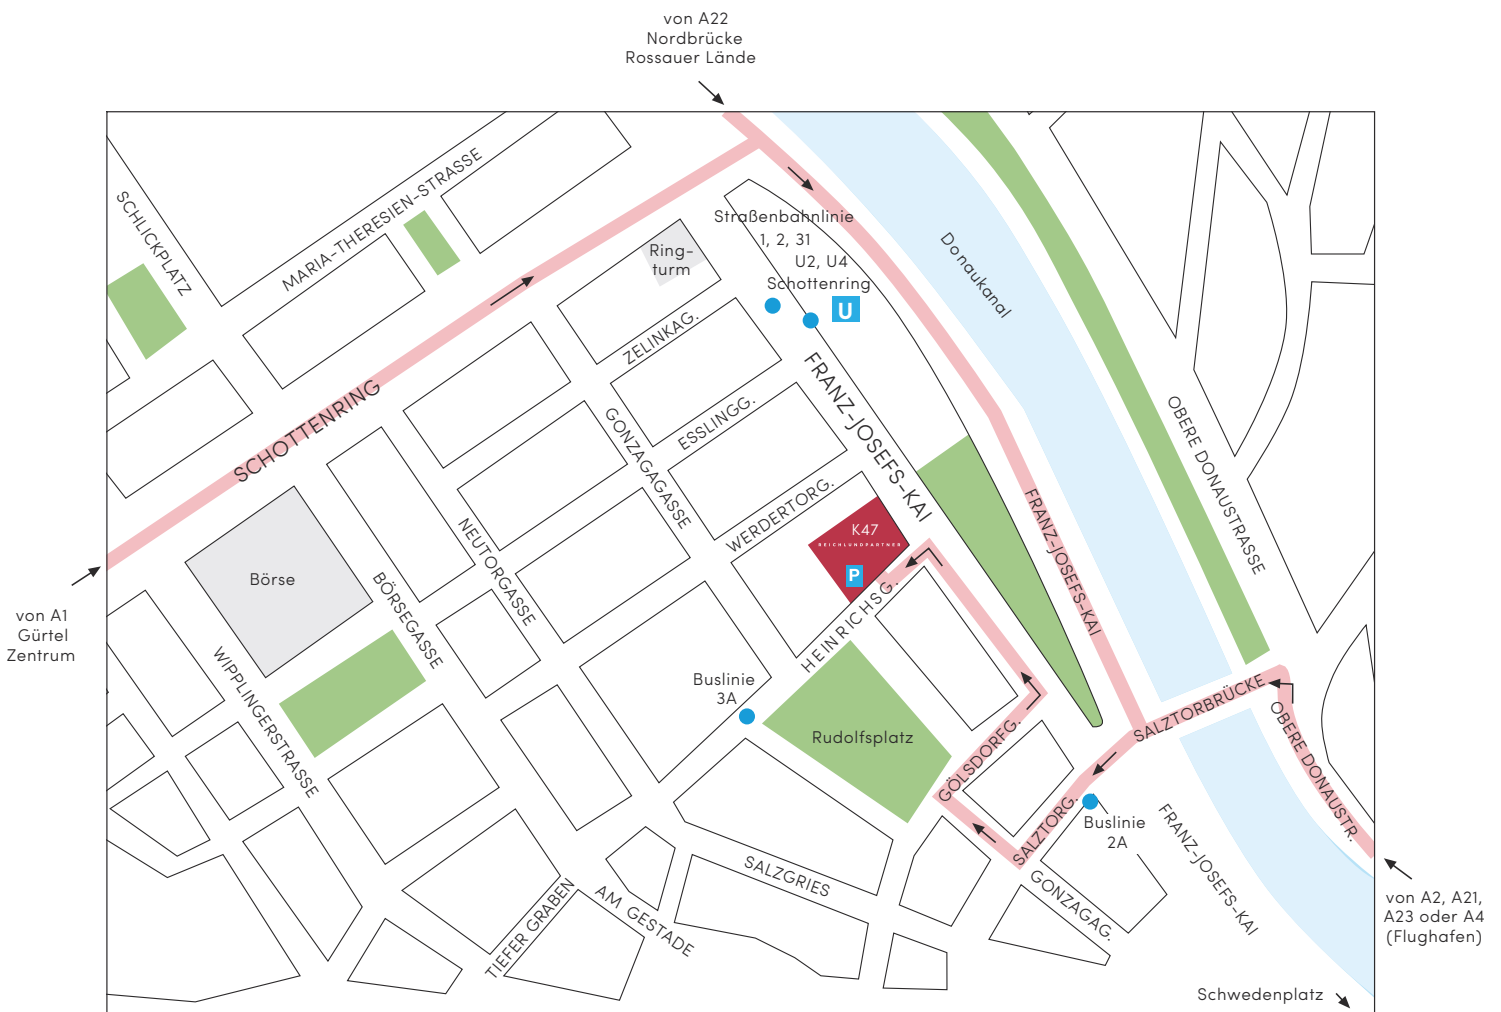 von A22
Nordbrücke
Rossauer Lände
SCHLICKPLATZ
MARIA-THERESIEN-STRASSE
Straßenbahnlinie
1, 2, 31
U2, U4
Schottenring
U
Ring-
turm
Donaukanal
ZELINKAG.
FRANZ-JOSEFS-KAI
SCHOTTENRING
ESSLINGG.
GONZAGAGASSE
OBERE DONAUSTRASSE
WERDERTORG.
K47
REICHLUNDPARTNER
P
FRANZ-JOSEFS-KAI
NEUTORGASSE
Börse
BÖRSEGASSE
HEINRICHSG.
von A1
Gürtel
Zentrum
WIPPLINGERSTRASSE
Buslinie
3A
Rudolfsplatz
GÖLSDORFG.
SALZTORBRÜCKE
OBERE DONAUSTR.
SALZTORG.
Buslinie
2A
FRANZ-JOSEFS-KAI
SALZGRIES
GONZAGAG.
TIEFER GRABEN
AM GESTADE
von A2, A21,
A23 oder A4
(Flughafen)
Schwedenplatz